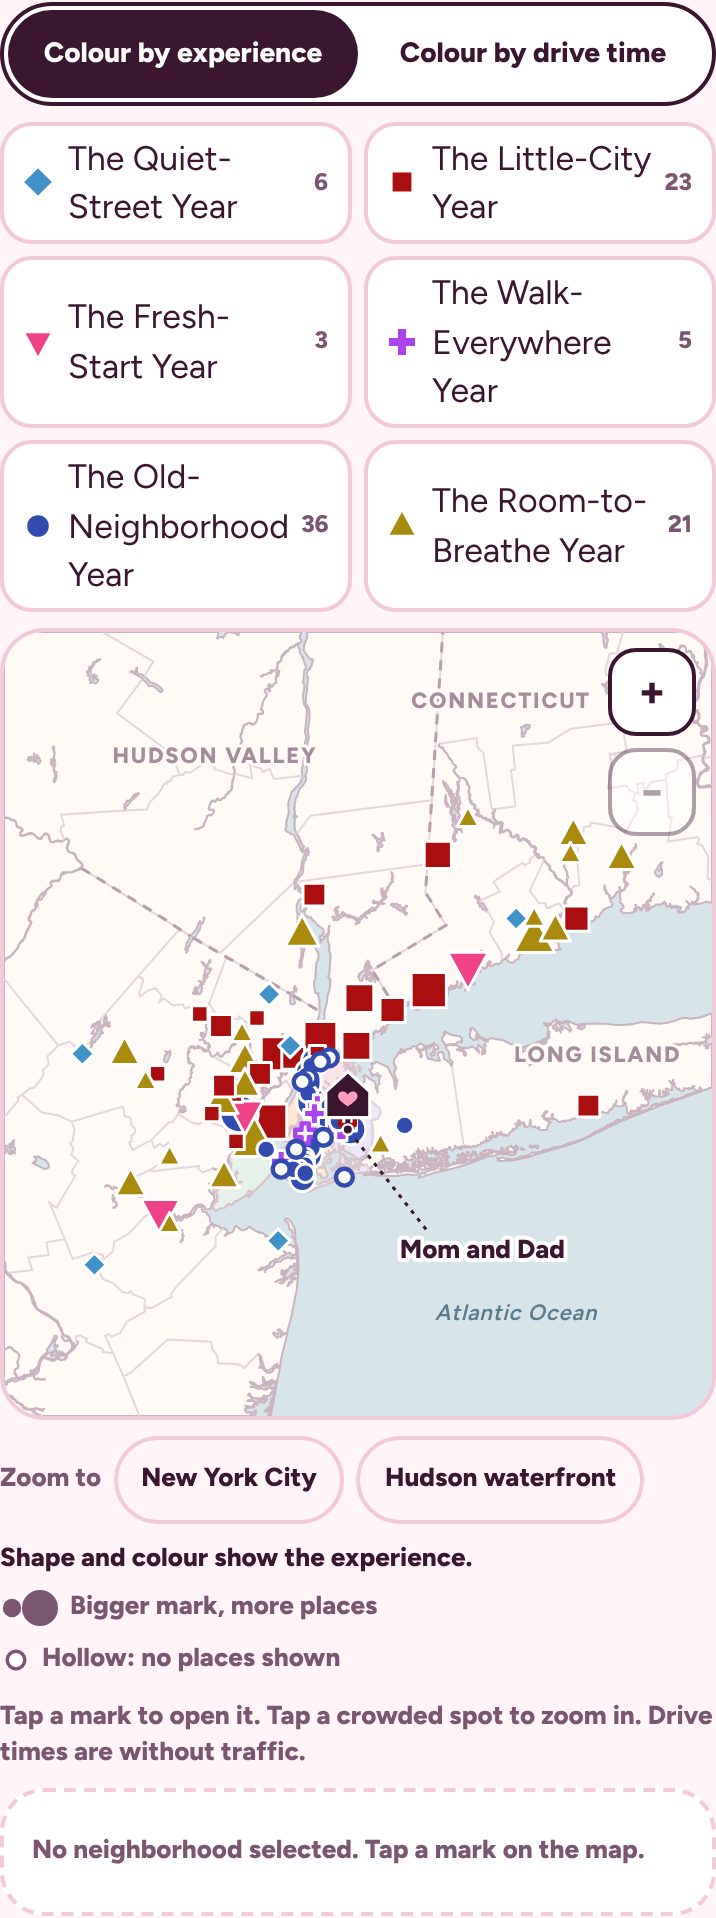 Colour by experience
Colour by drive time
The Quiet-
Street Year
6
The Little-City
Year
23
The Fresh-
Start Year
3
The Walk-
Everywhere
Year
5
The Old-
Neighborhood
Year
36
The Room-to-
Breathe Year
21
CONNECTICUT
+
HUDSON VALLEY
−
LONG ISLAND
Mom and Dad
Atlantic Ocean
Zoom to
New York City
Hudson waterfront
Shape and colour show the experience.
Bigger mark, more places
Hollow: no places shown
Tap a mark to open it. Tap a crowded spot to zoom in. Drive
times are without traffic.
No neighborhood selected. Tap a mark on the map.